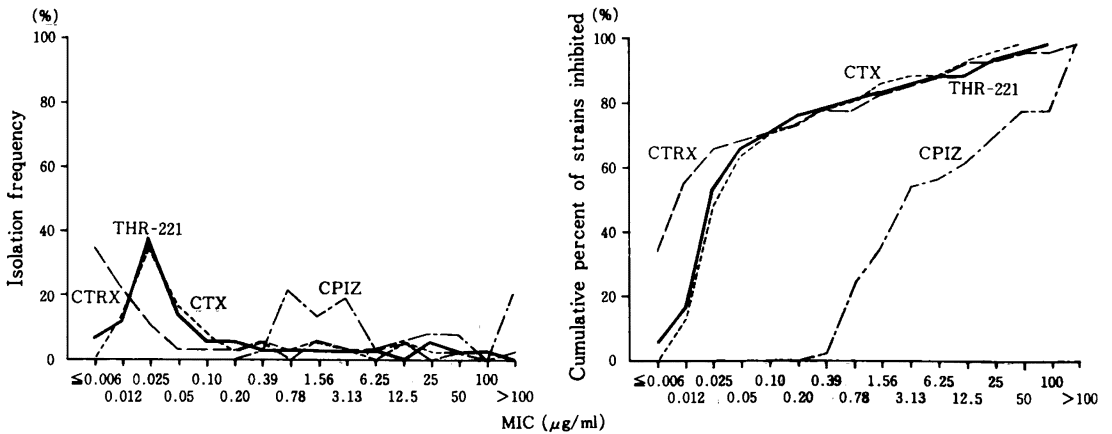 (%)
100
80
60
40
20
0
Isolation frequency
THR-221
CTRX
CTX
CPIZ
≦0.006 0.025 0.10 0.39 1.56 6.25 25 100
0.012 0.05 0.20 0.78 3.13 12.5 50 >100
(%)
100
80
60
40
20
0
Cumulative percent of strains inhibited
CTX
THR-221
CTRX
CPIZ
≦0.006 0.025 0.10 0.39 1.56 6.25 25 100
0.012 0.05 0.20 0.78 3.13 12.5 50 >100
MIC (μg/ml)